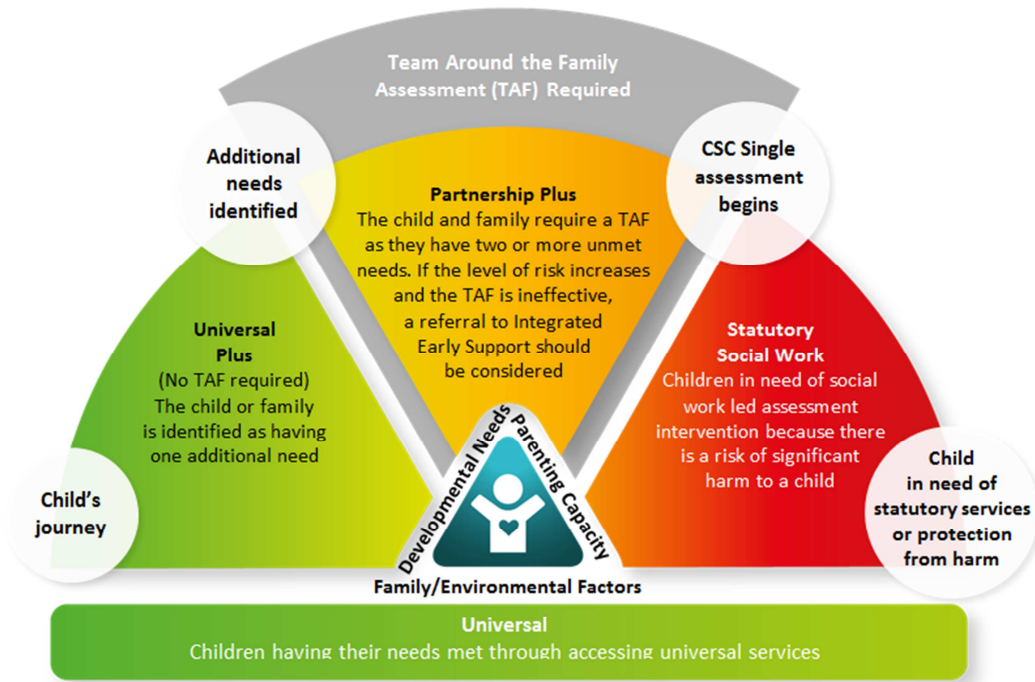 Team Around the Family
Assessment (TAF) Required
Additional
needs
identified
CSC Single
assessment
begins
Partnership Plus
The child and family require a TAF
as they have two or more unmet
needs. If the level of risk increases
and the TAF is ineffective,
a referral to Integrated
Early Support should
be considered
Universal
Plus
(No TAF required)
The child or family
is identified as having
one additional need
Statutory
Social Work
Children in need of social
work led assessment
intervention because there
is a risk of significant
harm to a child
Child's
journey
Child
in need of
statutory services
or protection
from harm
Developmental Needs
Parenting Capacity
Family/Environmental Factors
Universal
Children having their needs met through accessing universal services